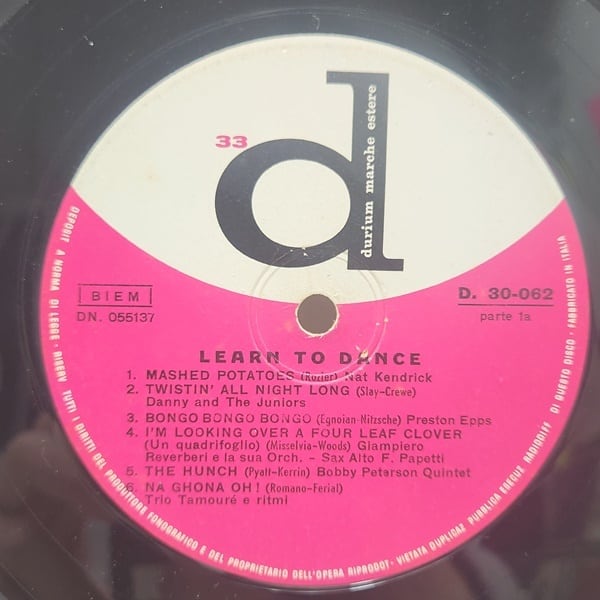 33
d
durium marche estere
BIEM
DN. 055137
D. 30-062
parte 1a
LEARN TO DANCE
1. MASHED POTATOES (Rozier) Nat Kendrick
2. TWISTIN' ALL NIGHT LONG (Slay-Crewe)
Danny and The Juniors
3. BONGO BONGO BONGO (Egnoian-Nitzsche) Preston Epps
4. I'M LOOKING OVER A FOUR LEAF CLOVER
(Un quadrifoglio) (Misselvia-Woods) Giampiero
Reverberi e la sua Orch. - Sax Alto F. Papetti
5. THE HUNCH (Pyatt-Kerrin) Bobby Peterson Quintet
6. NA GHONA OH! (Romano-Ferial)
Trio Tamouré e ritmi
DEPOSIT A NORMA DI LEGGE - RISERV TUTTI I DIRITTI DEL PRODUTTORE FONOGRAFICO E DEL PROPRIETARIO DELL'OPERA RIPRODOT - VIETATA DUPLICAZ PUBBLICA ESEGUZ RADIODIFF DI QUESTO DISCO - FABBRICATO IN ITALIA